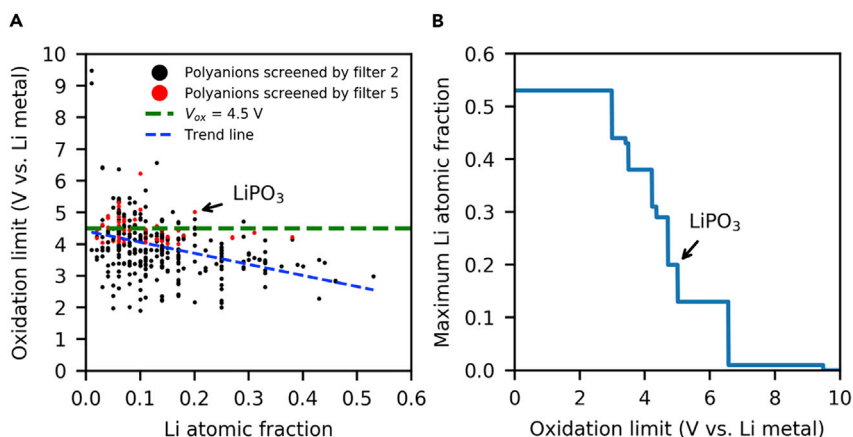 A
Oxidation limit (V vs. Li metal)
10
9
8
7
6
5
4
3
2
1
0
Polyanions screened by filter 2
Polyanions screened by filter 5
Vox = 4.5 V
Trend line
LiPO3
0.0 0.1 0.2 0.3 0.4 0.5 0.6
Li atomic fraction
B
Maximum Li atomic fraction
0.6
0.5
0.4
0.3
0.2
0.1
0.0
LiPO3
0 2 4 6 8 10
Oxidation limit (V vs. Li metal)